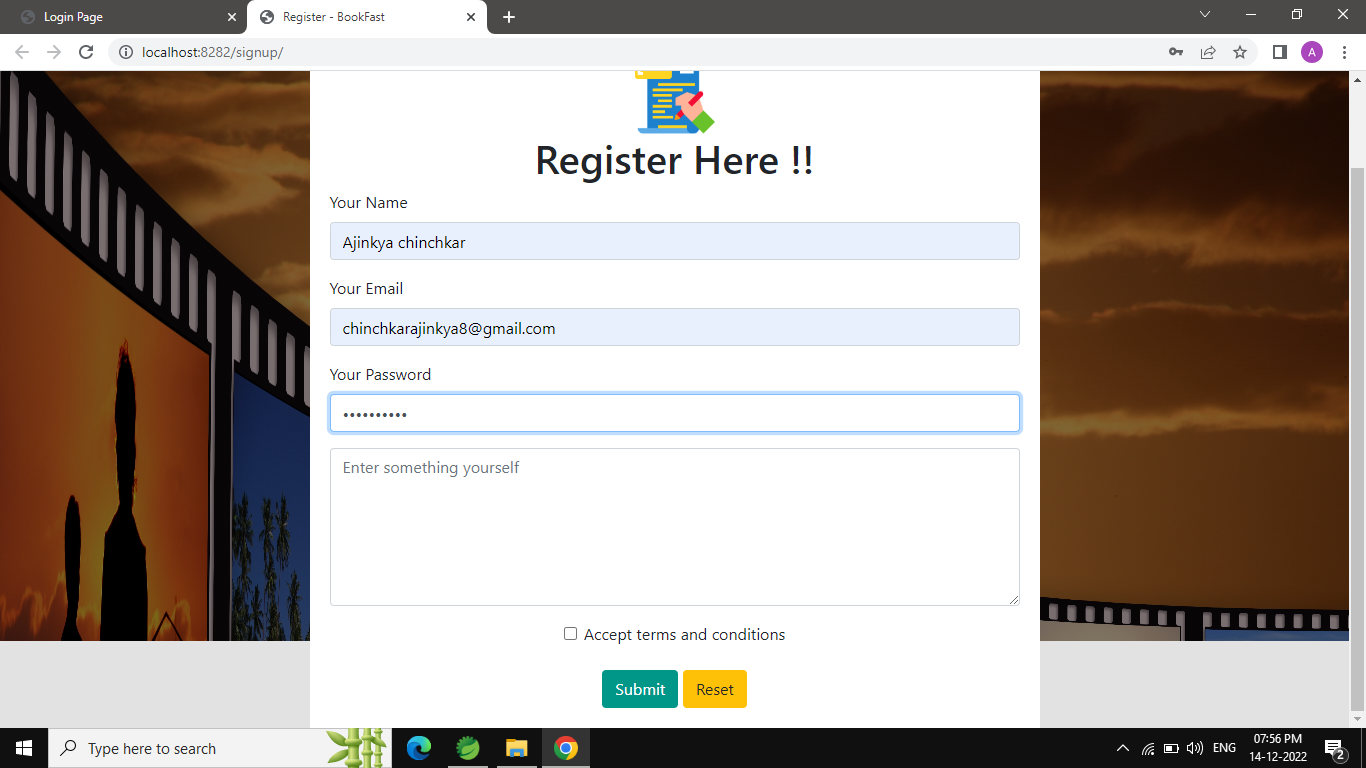 Login Page
Register - BookFast
localhost:8282/signup/
A
Register Here !!
Your Name
Ajinkya chinchkar
Your Email
chinchkarajinkya8@gmail.com
Your Password
••••••••••
Enter something yourself
Accept terms and conditions
Submit Reset
Type here to search
ENG
07:56 PM
14-12-2022
2